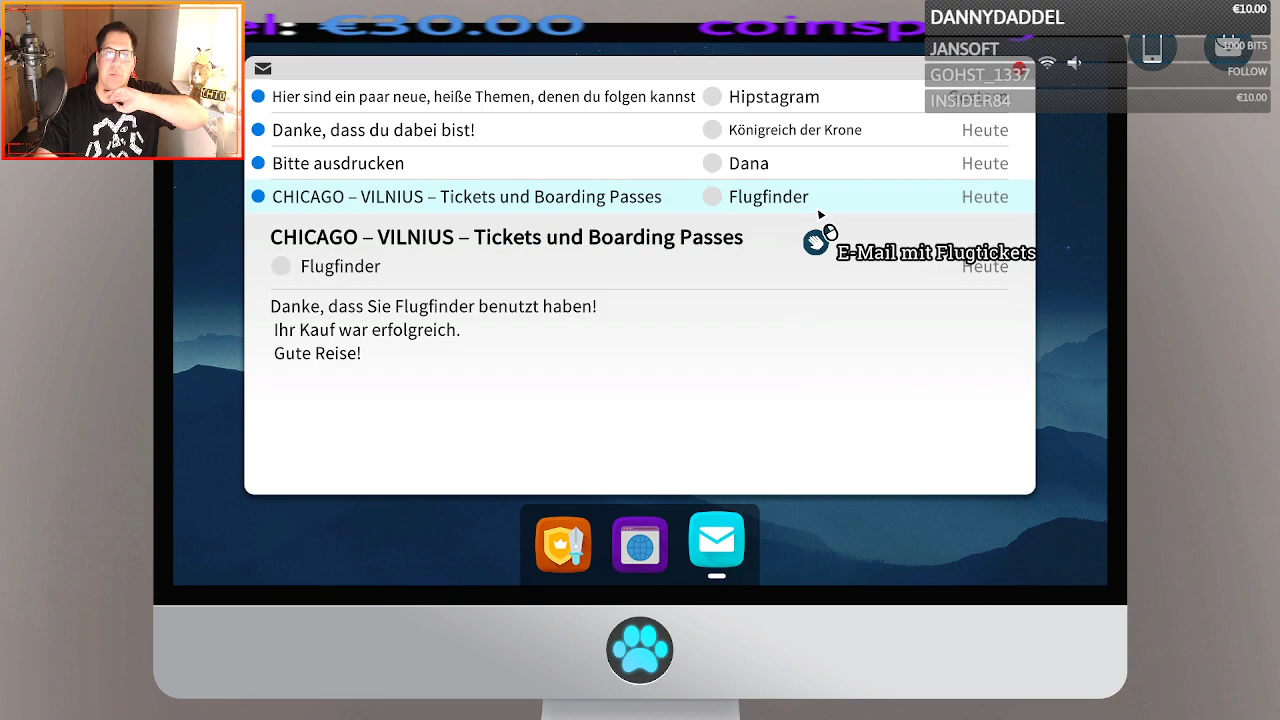 el: €30.00 coinsp
DANNYDADDEL €10.00
JANSOFT 1000 BITS
GOHST_1337 FOLLOW
INSIDER84 €10.00
Hier sind ein paar neue, heiße Themen, denen du folgen kannst Hipstagram
Danke, dass du dabei bist! Königreich der Krone Heute
Bitte ausdrucken Dana Heute
CHICAGO – VILNIUS – Tickets und Boarding Passes Flugfinder Heute
CHICAGO – VILNIUS – Tickets und Boarding Passes
E-Mail mit Flugtickets
Flugfinder Heute
Danke, dass Sie Flugfinder benutzt haben!
Ihr Kauf war erfolgreich.
Gute Reise!